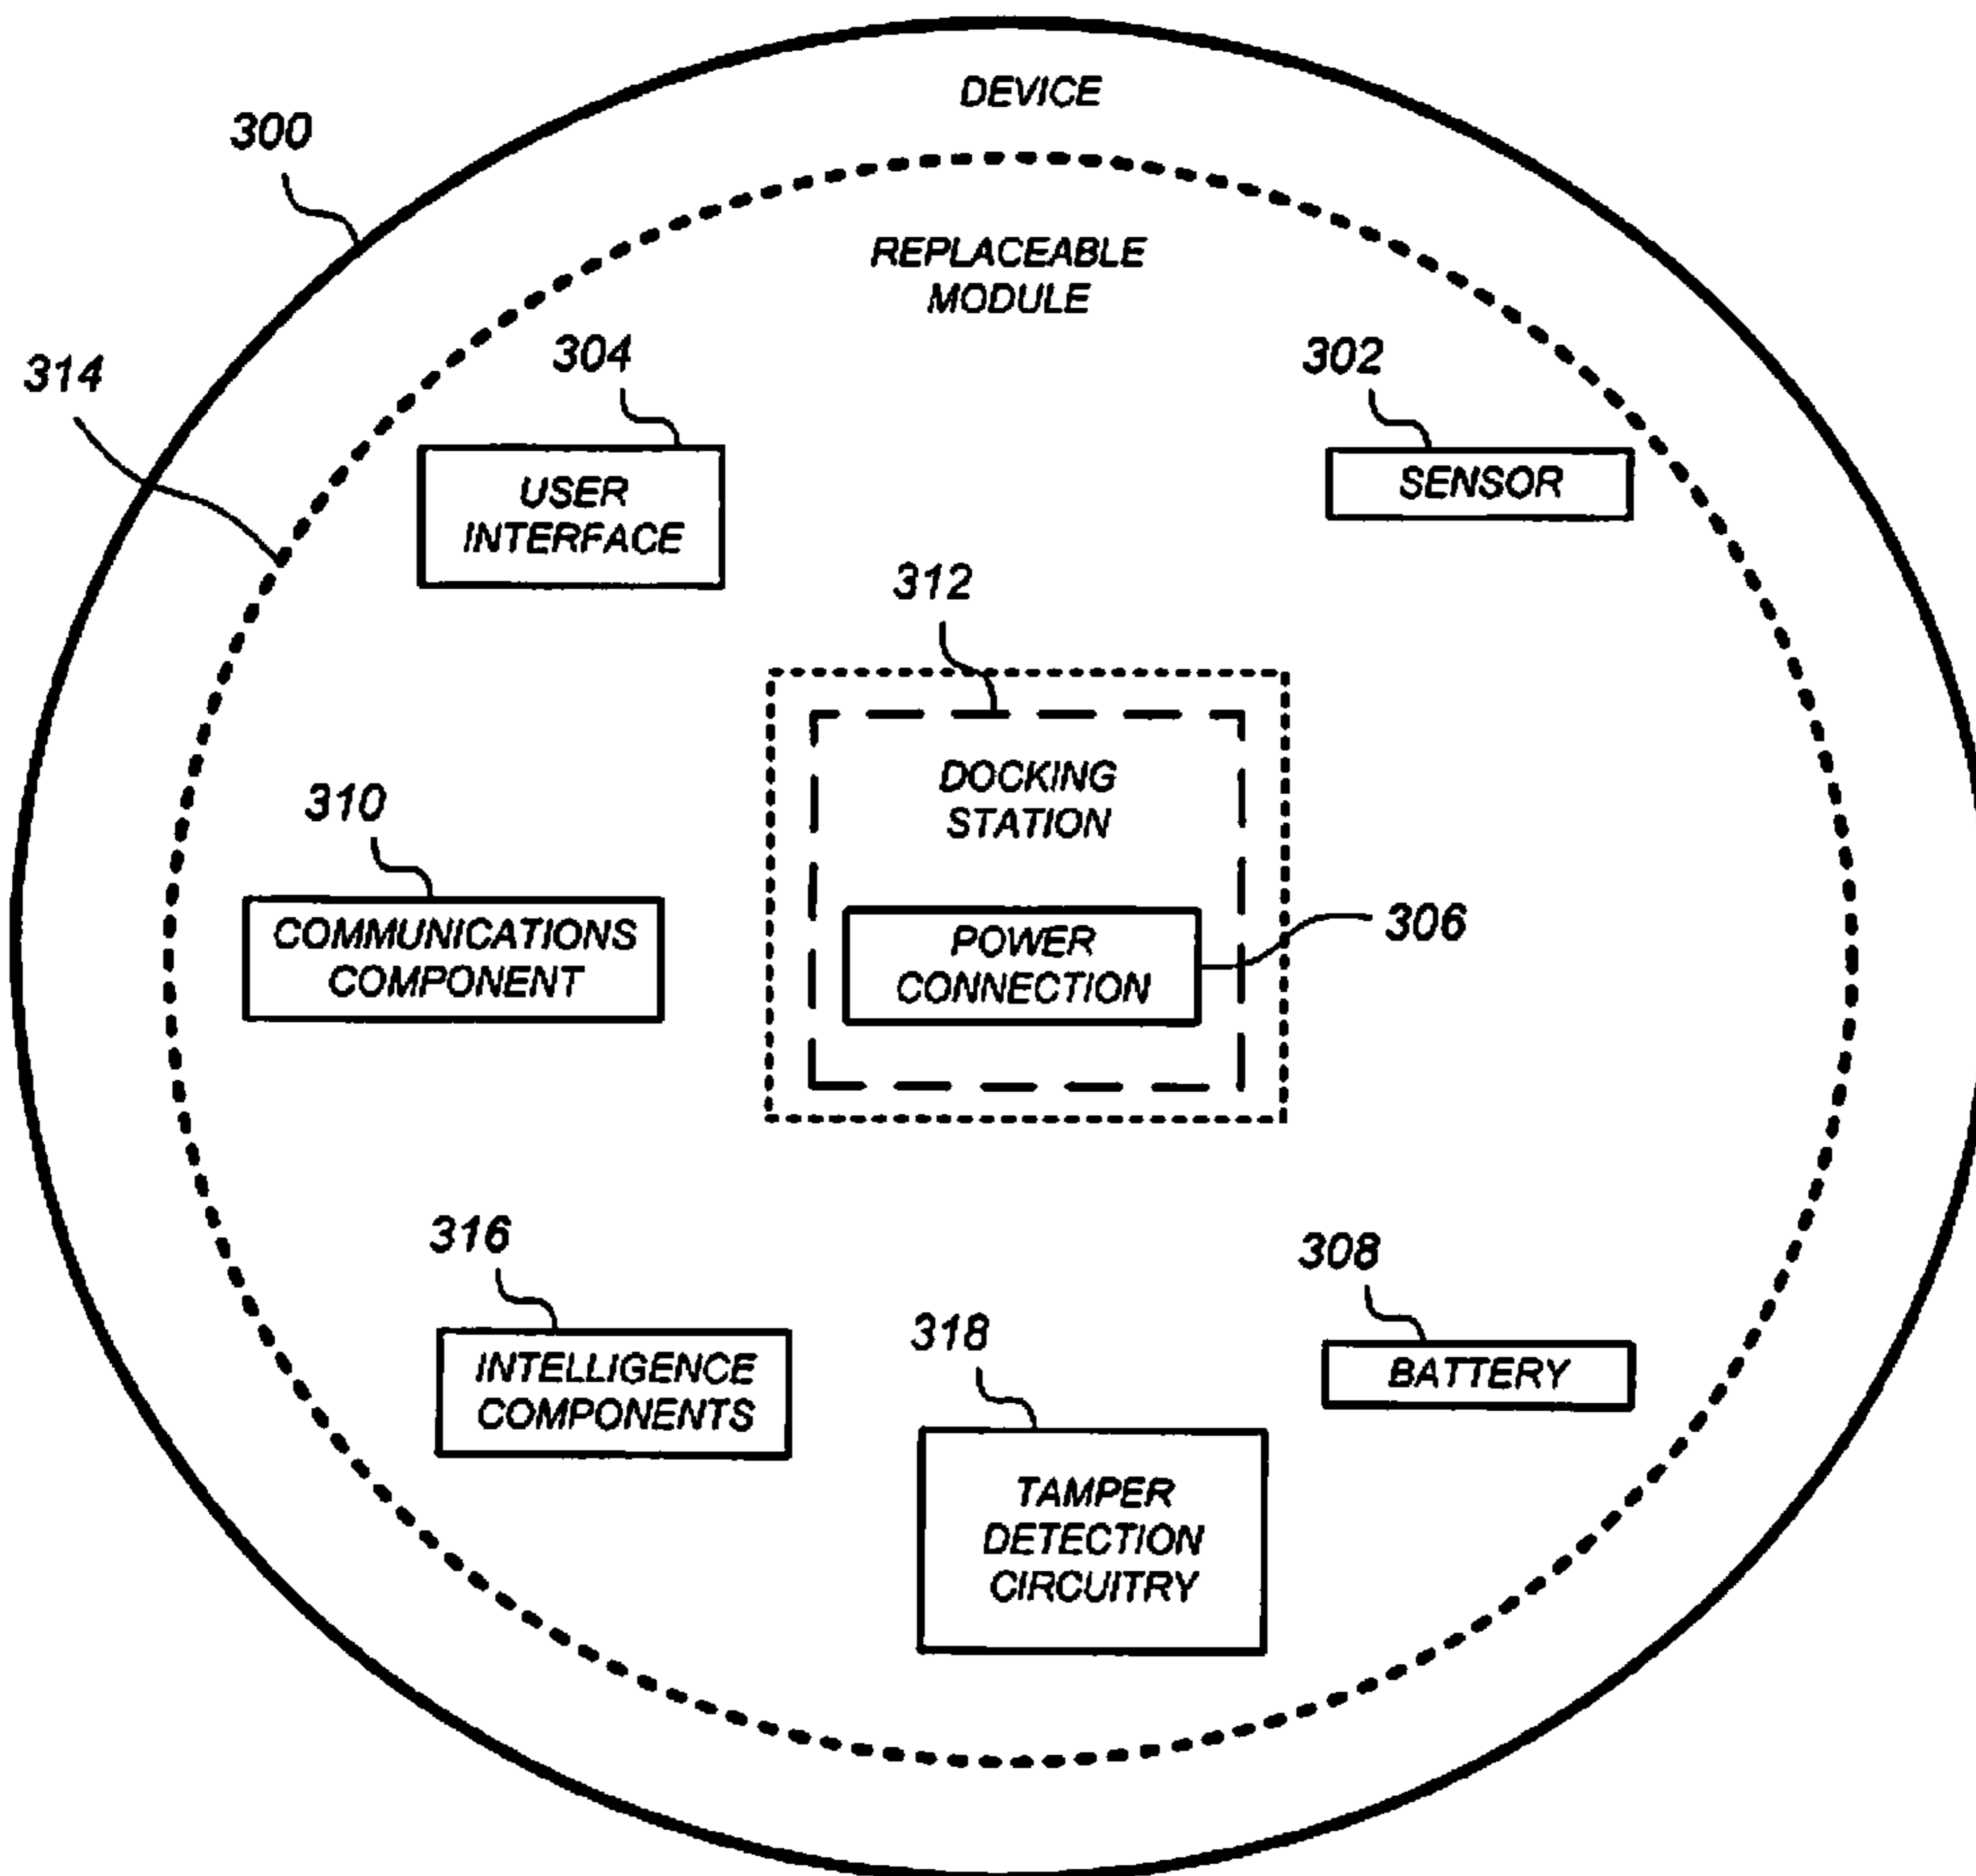 DEVICE
300
REPLACEABLE
MODULE
314
304
302
USER
INTERFACE
SENSOR
312
DOCKING
STATION
310
COMMUNICATIONS
COMPONENT
POWER
CONNECTION
306
316
308
INTELLIGENCE
COMPONENTS
318
BATTERY
TAMPER
DETECTION
CIRCUITRY